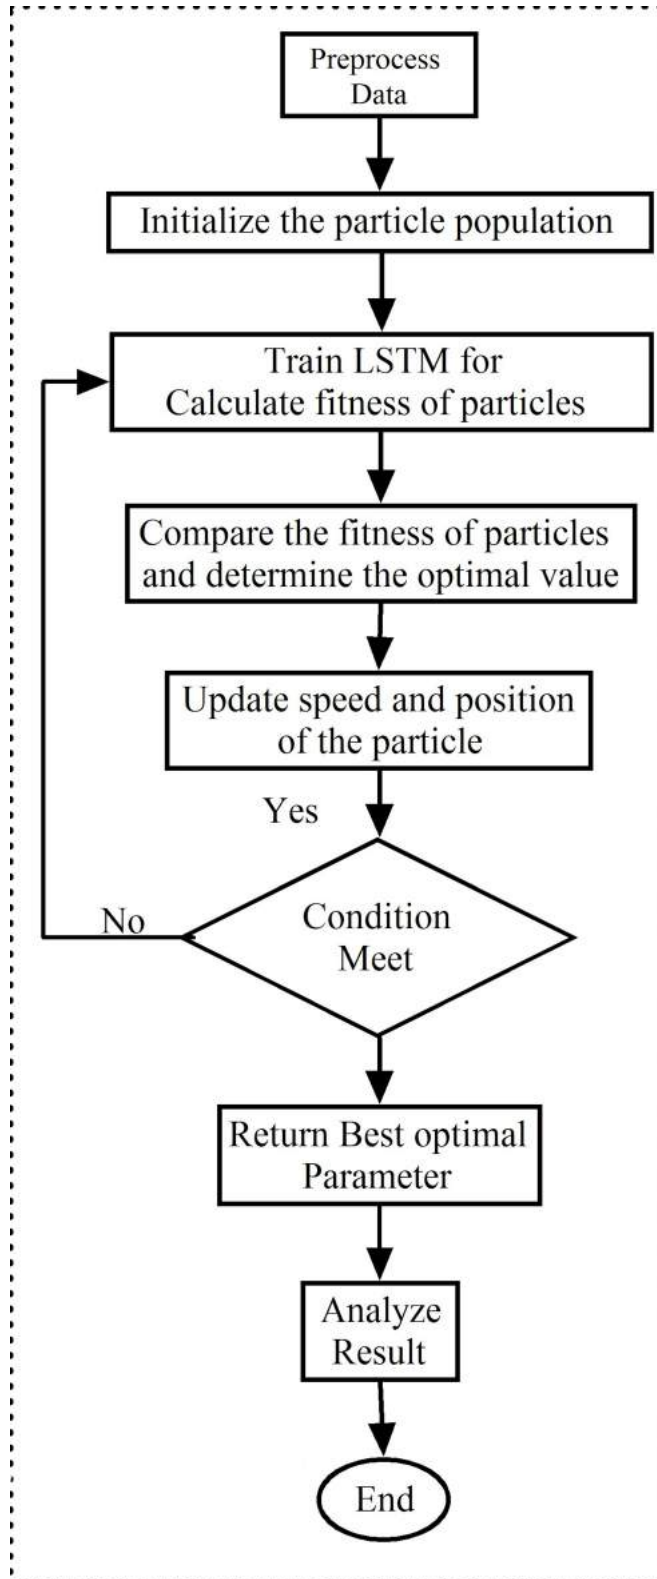 Preprocess
Data
Initialize the particle population
Train LSTM for
Calculate fitness of particles
Compare the fitness of particles
and determine the optimal value
Update speed and position
of the particle
Yes
No
Condition
Meet
Return Best optimal
Parameter
Analyze
Result
End